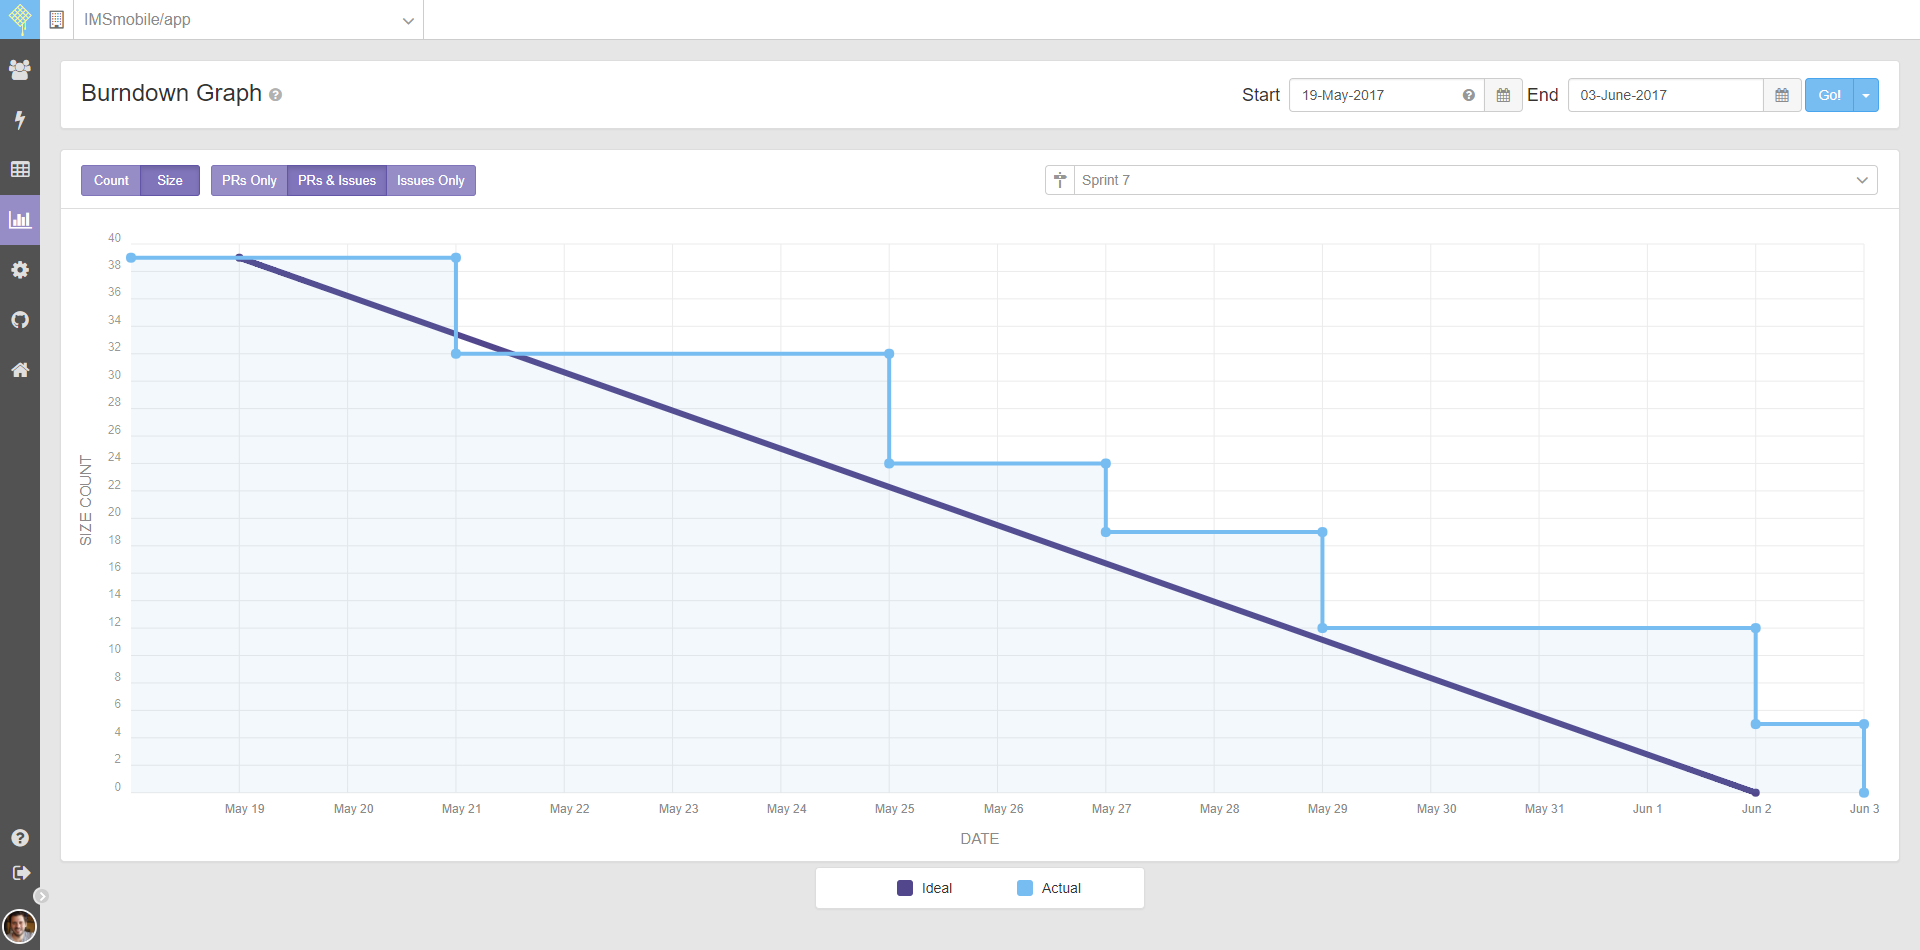 IMSmobile/app
Burndown Graph
Start 19-May-2017 End 03-June-2017 Go!
Count Size PRs Only PRs & Issues Issues Only Sprint 7
40
38
36
34
32
30
28
26
24
22
20
18
16
14
12
10
8
6
4
2
0
SIZE COUNT
May 19 May 20 May 21 May 22 May 23 May 24 May 25 May 26 May 27 May 28 May 29 May 30 May 31 Jun 1 Jun 2 Jun 3
DATE
Ideal Actual